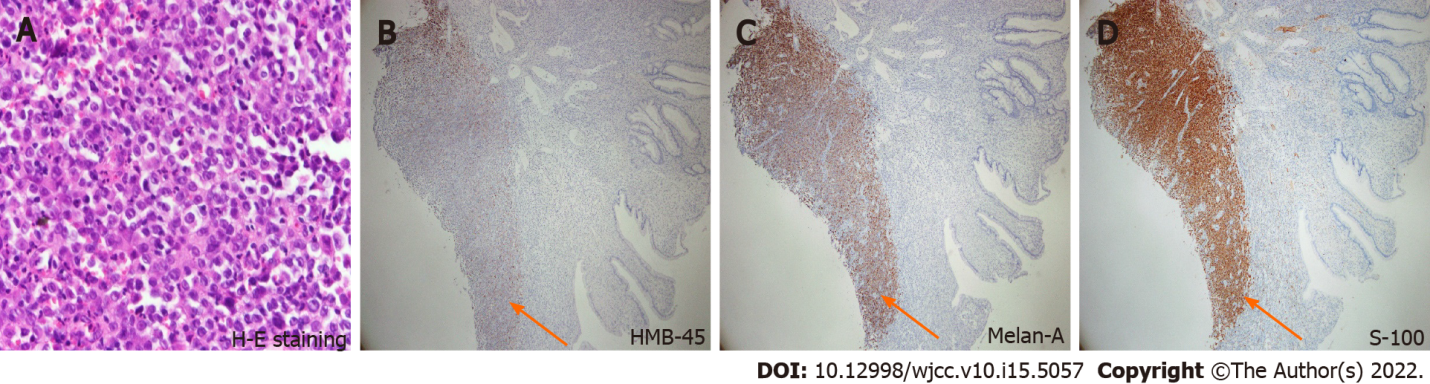 A
B
C
D
H-E staining
HMB-45
Melan-A
S-100
DOI: 10.12998/wjcc.v10.i15.5057 Copyright ©The Author(s) 2022.